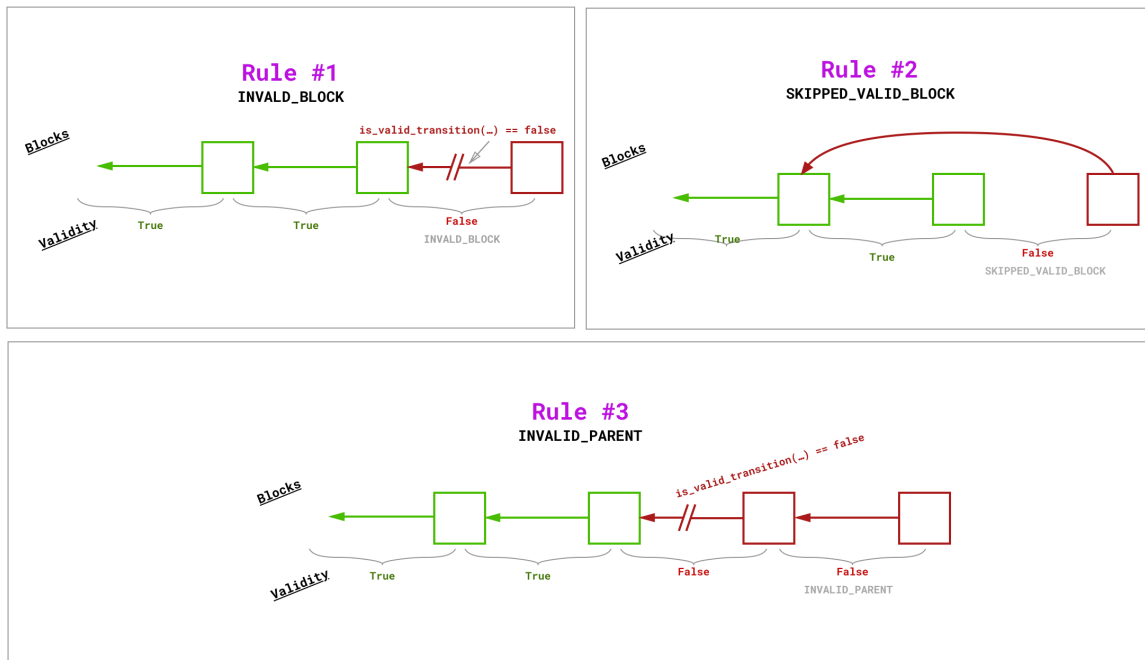 Rule #1
INVALD_BLOCK
is_valid_transition(…) == false
Blocks
Validity
True
True
False
INVALD_BLOCK
Rule #2
SKIPPED_VALID_BLOCK
Blocks
Validity
True
True
False
SKIPPED_VALID_BLOCK
Rule #3
INVALID_PARENT
is_valid_transition(…) == false
Blocks
Validity
True
True
False
False
INVALID_PARENT